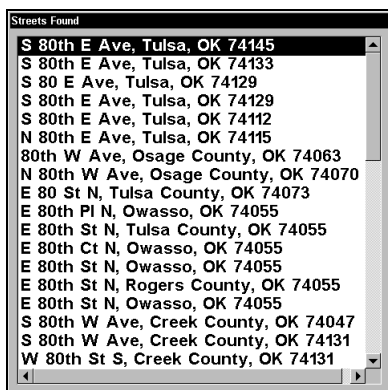 Streets Found
S 80th E Ave, Tulsa, OK 74145
S 80th E Ave, Tulsa, OK 74133
S 80 E Ave, Tulsa, OK 74129
S 80th E Ave, Tulsa, OK 74129
S 80th E Ave, Tulsa, OK 74112
N 80th E Ave, Tulsa, OK 74115
80th W Ave, Osage County, OK 74063
N 80th W Ave, Osage County, OK 74070
E 80 St N, Tulsa County, OK 74073
E 80th Pl N, Owasso, OK 74055
E 80th St N, Tulsa County, OK 74055
E 80th Ct N, Owasso, OK 74055
E 80th St N, Owasso, OK 74055
E 80th St N, Rogers County, OK 74055
E 80th St N, Owasso, OK 74055
S 80th W Ave, Creek County, OK 74047
S 80th W Ave, Creek County, OK 74131
W 80th St S, Creek County, OK 74131